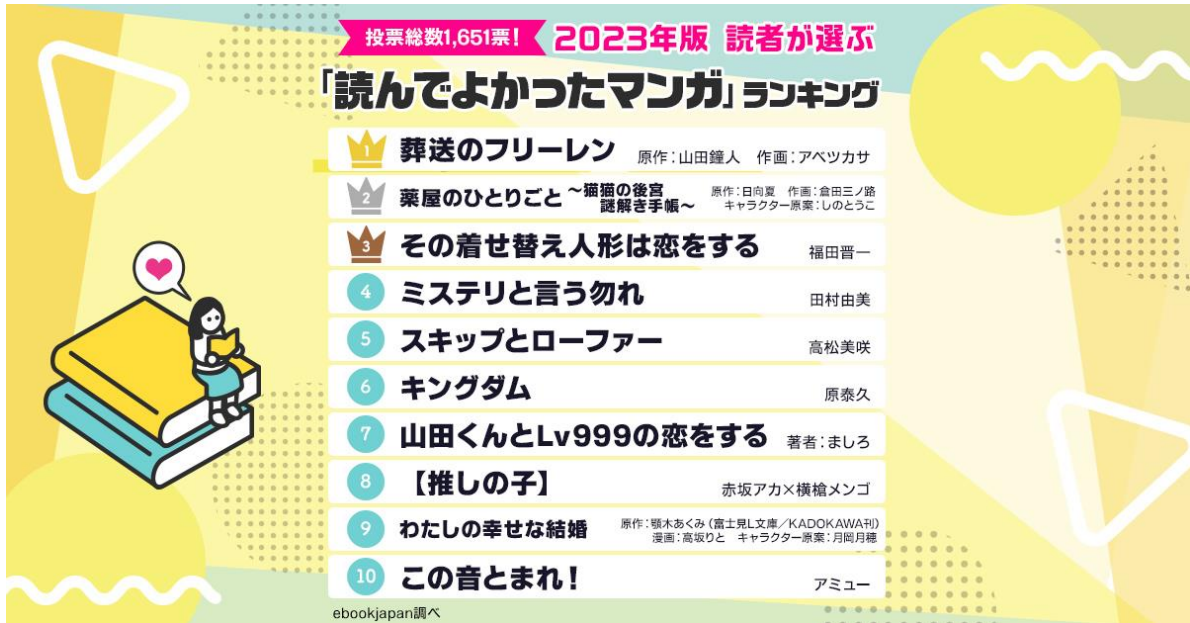 投票総数1,651票! 2023年版 読者が選ぶ
「読んでよかったマンガ」ランキング
1 葬送のフリーレン 原作:山田鐘人 作画:アベツカサ
2 薬屋のひとりごと ~猫猫の後宮謎解き手帳~ 原作:日向夏 作画:倉田三ノ路 キャラクター原案:しのとうこ
3 その着せ替え人形は恋をする 福田晋一
4 ミステリと言う勿れ 田村由美
5 スキップとローファー 高松美咲
6 キングダム 原泰久
7 山田くんとLv999の恋をする 著者:ましろ
8 【推しの子】 赤坂アカ×横槍メンゴ
9 わたしの幸せな結婚 原作:顎木あくみ(富士見L文庫/KADOKAWA刊) 漫画:高坂りと キャラクター原案:月岡月穂
10 この音とまれ! アミュー
ebookjapan調べ